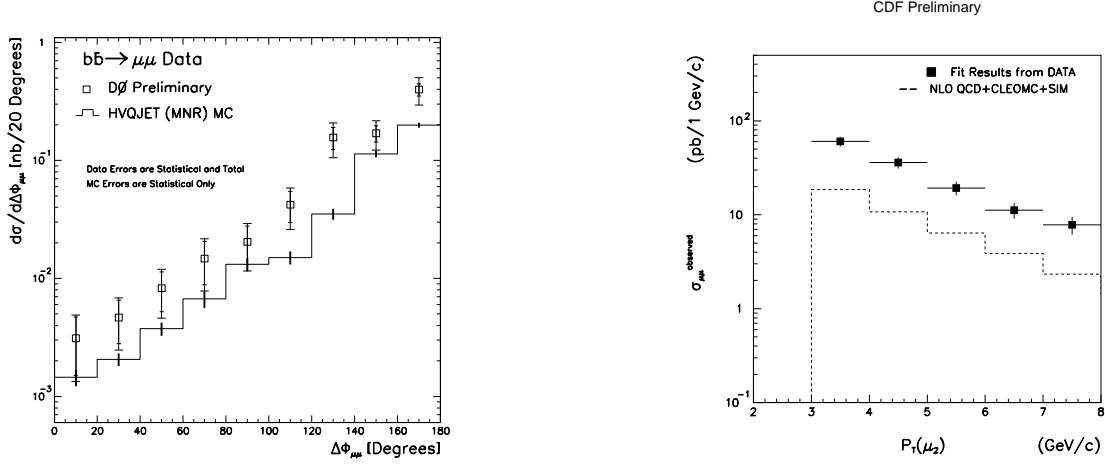 CDF Preliminary
bb̄→μμ Data
DØ Preliminary
HVQJET (MNR) MC
Data Errors are Statistical and Total
MC Errors are Statistical Only
dσ/dΔΦμμ [nb/20 Degrees]
1
10⁻¹
10⁻²
10⁻³
0 20 40 60 80 100 120 140 160 180
ΔΦμμ [Degrees]
Fit Results from DATA
NLO QCD+CLEOMC+SIM
σμμ^observed (pb/1 GeV/c)
10²
10
1
10⁻¹
2 3 4 5 6 7 8
P_T(μ₂) (GeV/c)